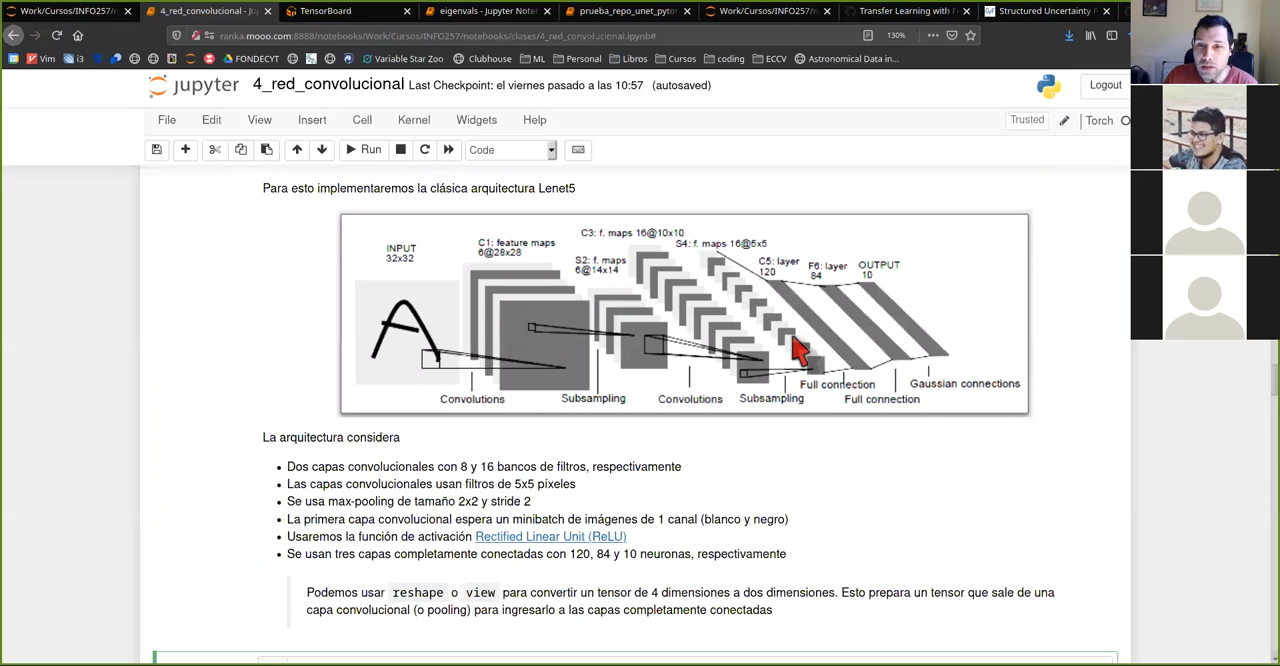 Work/Cursos/INFO257/n
4_red_convolucional - Ju
TensorBoard
eigenvals - Jupyter Note
prueba_repo_unet_pyto
Work/Cursos/INFO257/n
Transfer Learning with F
Structured Uncertainty P
ranka.mooo.com:8888/notebooks/Work/Cursos/INFO257/notebooks/clases/4_red_convolucional.ipynb#
130%
Vim
i3
FONDECYT
Variable Star Zoo
Clubhouse
ML
Personal
Libros
Cursos
coding
ECCV
Astronomical Data in...
jupyter
4_red_convolucional Last Checkpoint: el viernes pasado a las 10:57 (autosaved)
Logout
File Edit View Insert Cell Kernel Widgets Help
Trusted
Torch
Run
Code
Para esto implementaremos la clásica arquitectura Lenet5
INPUT
32x32
C1: feature maps
6@28x28
S2: f. maps
6@14x14
C3: f. maps 16@10x10
S4: f. maps 16@5x5
C5: layer
120
F6: layer
84
OUTPUT
10
A
Convolutions
Subsampling
Convolutions
Subsampling
Full connection
Full connection
Gaussian connections
La arquitectura considera
• Dos capas convolucionales con 8 y 16 bancos de filtros, respectivamente
• Las capas convolucionales usan filtros de 5x5 píxeles
• Se usa max-pooling de tamaño 2x2 y stride 2
• La primera capa convolucional espera un minibatch de imágenes de 1 canal (blanco y negro)
• Usaremos la función de activación Rectified Linear Unit (ReLU)
• Se usan tres capas completamente conectadas con 120, 84 y 10 neuronas, respectivamente
Podemos usar reshape o view para convertir un tensor de 4 dimensiones a dos dimensiones. Esto prepara un tensor que sale de una
capa convolucional (o pooling) para ingresarlo a las capas completamente conectadas